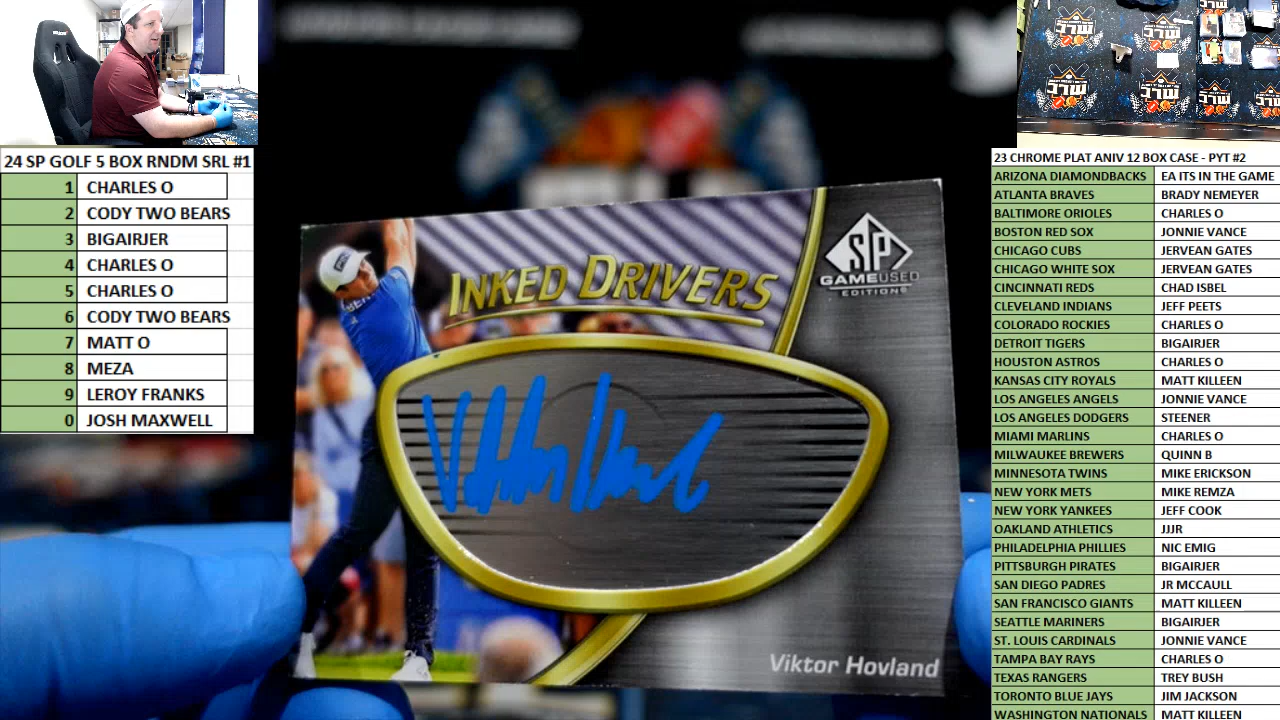 24 SP GOLF 5 BOX RNDM SRL #1
1 CHARLES O
2 CODY TWO BEARS
3 BIGAIRJER
4 CHARLES O
5 CHARLES O
6 CODY TWO BEARS
7 MATT O
8 MEZA
9 LEROY FRANKS
0 JOSH MAXWELL
INKED DRIVERS
SP
GAMEUSED
EDITIONS
Viktor Hovland
23 CHROME PLAT ANIV 12 BOX CASE - PYT #2
ARIZONA DIAMONDBACKS EA ITS IN THE GAME
ATLANTA BRAVES BRADY NEMEYER
BALTIMORE ORIOLES CHARLES O
BOSTON RED SOX JONNIE VANCE
CHICAGO CUBS JERVEAN GATES
CHICAGO WHITE SOX JERVEAN GATES
CINCINNATI REDS CHAD ISBEL
CLEVELAND INDIANS JEFF PEETS
COLORADO ROCKIES CHARLES O
DETROIT TIGERS BIGAIRJER
HOUSTON ASTROS CHARLES O
KANSAS CITY ROYALS MATT KILLEEN
LOS ANGELES ANGELS JONNIE VANCE
LOS ANGELES DODGERS STEENER
MIAMI MARLINS CHARLES O
MILWAUKEE BREWERS QUINN B
MINNESOTA TWINS MIKE ERICKSON
NEW YORK METS MIKE REMZA
NEW YORK YANKEES JEFF COOK
OAKLAND ATHLETICS JJJR
PHILADELPHIA PHILLIES NIC EMIG
PITTSBURGH PIRATES BIGAIRJER
SAN DIEGO PADRES JR MCCAULL
SAN FRANCISCO GIANTS MATT KILLEEN
SEATTLE MARINERS BIGAIRJER
ST. LOUIS CARDINALS JONNIE VANCE
TAMPA BAY RAYS CHARLES O
TEXAS RANGERS TREY BUSH
TORONTO BLUE JAYS JIM JACKSON
WASHINGTON NATIONALS MATT KILLEEN